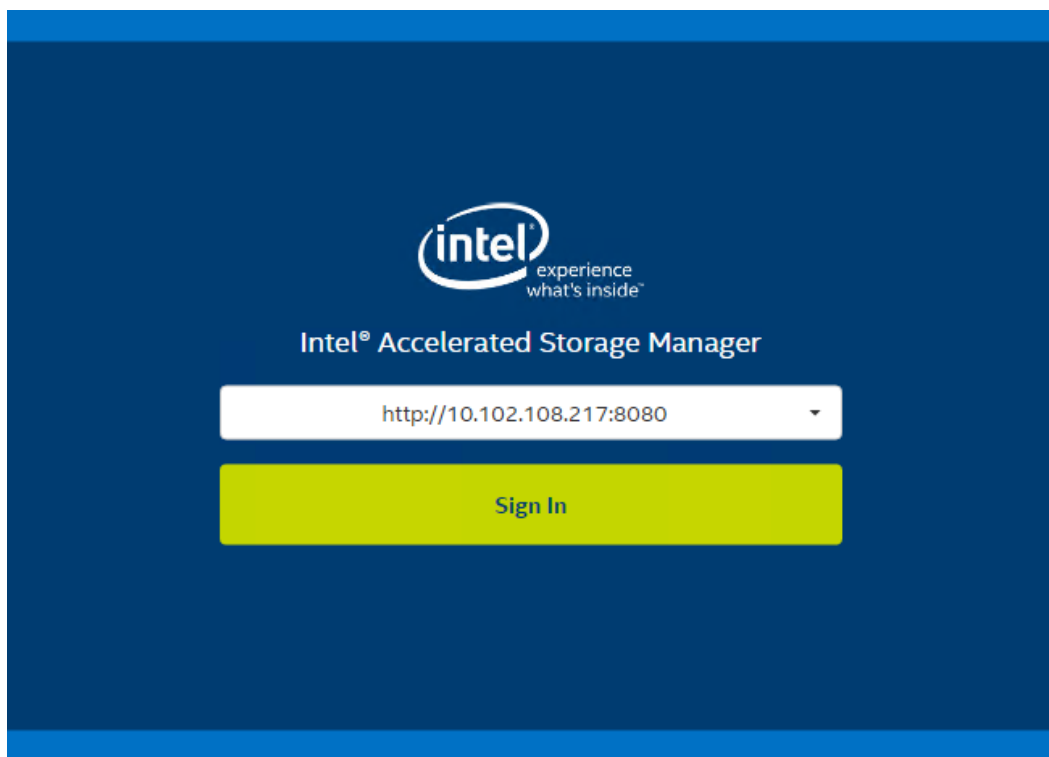 intel®
experience
what's inside™
Intel® Accelerated Storage Manager
http://10.102.108.217:8080
Sign In